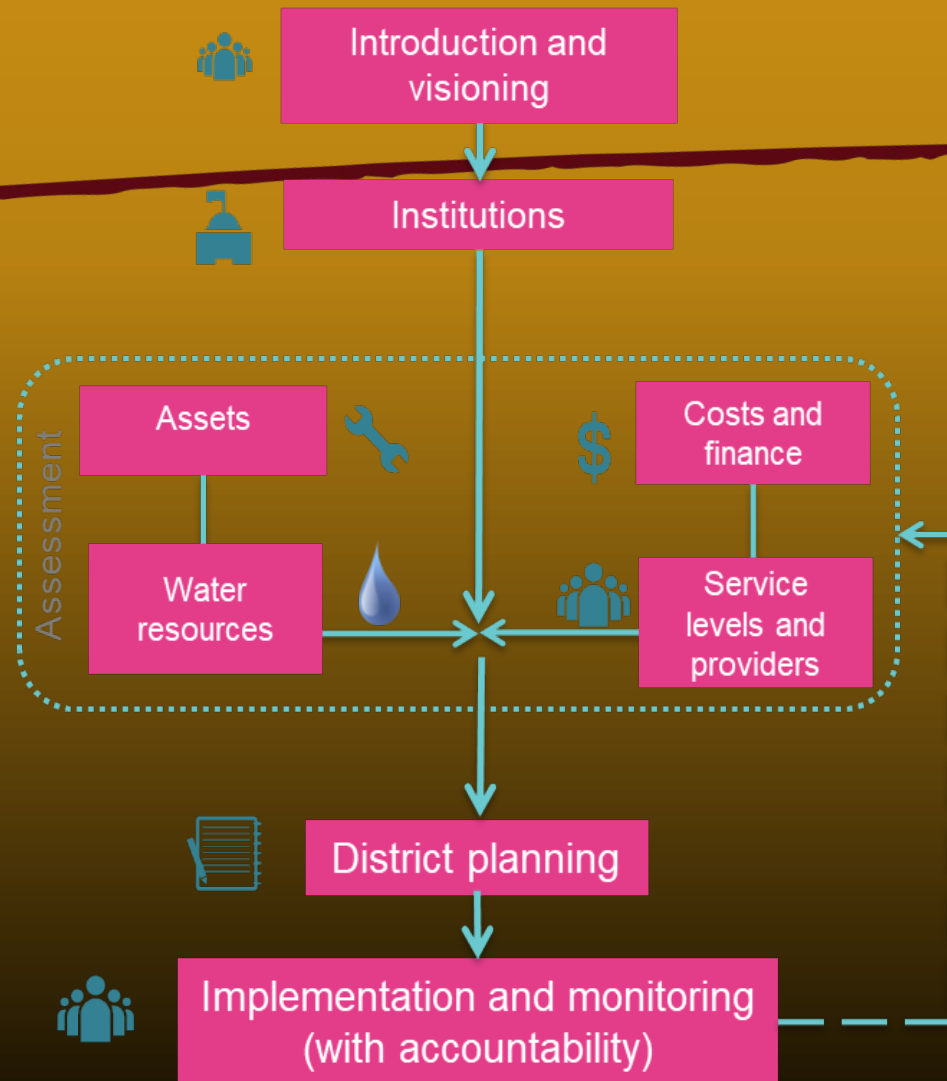 Introduction and
visioning
Institutions
Assessment
Assets
Costs and
finance
Water
resources
Service
levels and
providers
District planning
Implementation and monitoring
(with accountability)